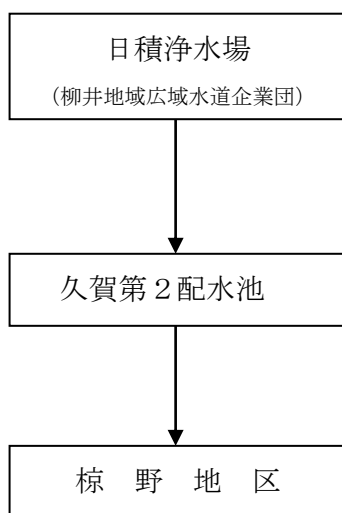 日積浄水場
（柳井地域広域水道企業団）
久賀第２配水池
椋　野　地　区